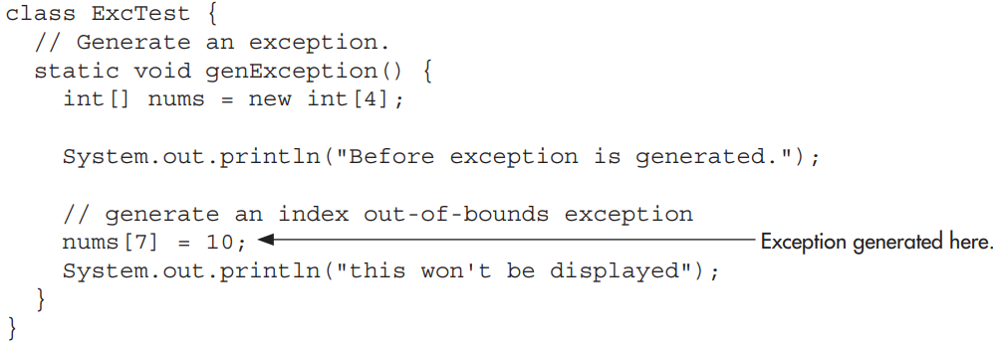 class ExcTest {
  // Generate an exception.
  static void genException() {
    int[] nums = new int[4];

    System.out.println("Before exception is generated.");

    // generate an index out-of-bounds exception
    nums[7] = 10; Exception generated here.
    System.out.println("this won't be displayed");
  }
}